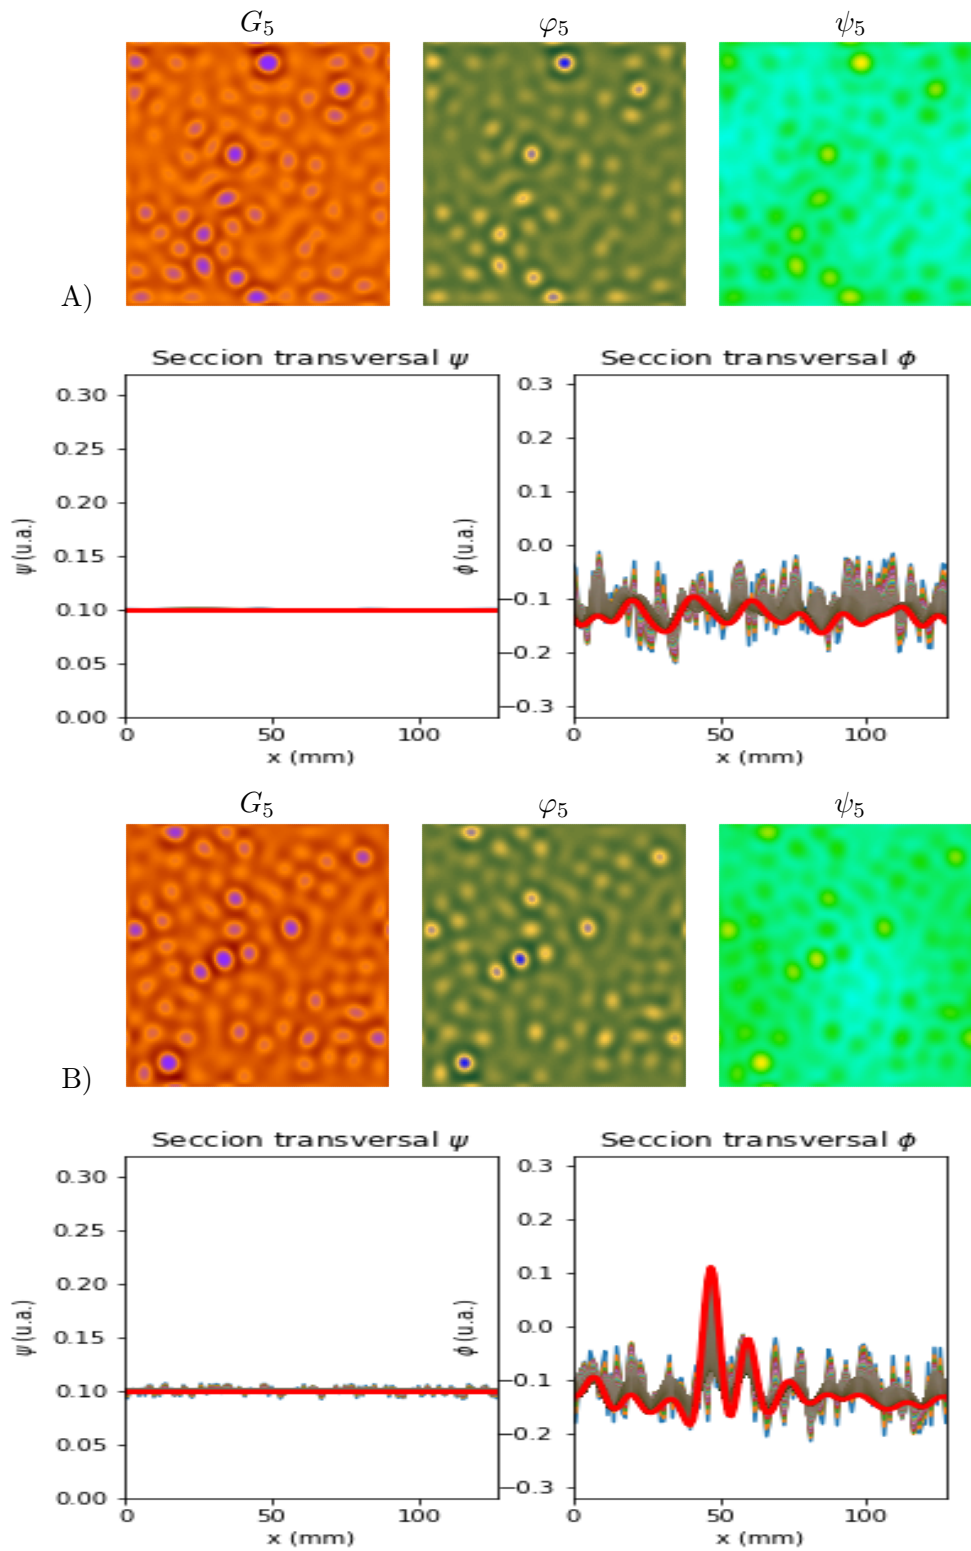 G₅ φ₅ ψ₅
A)
Seccion transversal ψ Seccion transversal ϕ
0.30 0.3
0.25 0.2
0.20 0.1
0.15 0.0
0.10 −0.1
0.05 −0.2
0.00 −0.3
ψ (u.a.) ϕ (u.a.)
0 50 100 0 50 100
x (mm) x (mm)
G₅ φ₅ ψ₅
B)
Seccion transversal ψ Seccion transversal ϕ
0.30 0.3
0.25 0.2
0.20 0.1
0.15 0.0
0.10 −0.1
0.05 −0.2
0.00 −0.3
ψ (u.a.) ϕ (u.a.)
0 50 100 0 50 100
x (mm) x (mm)